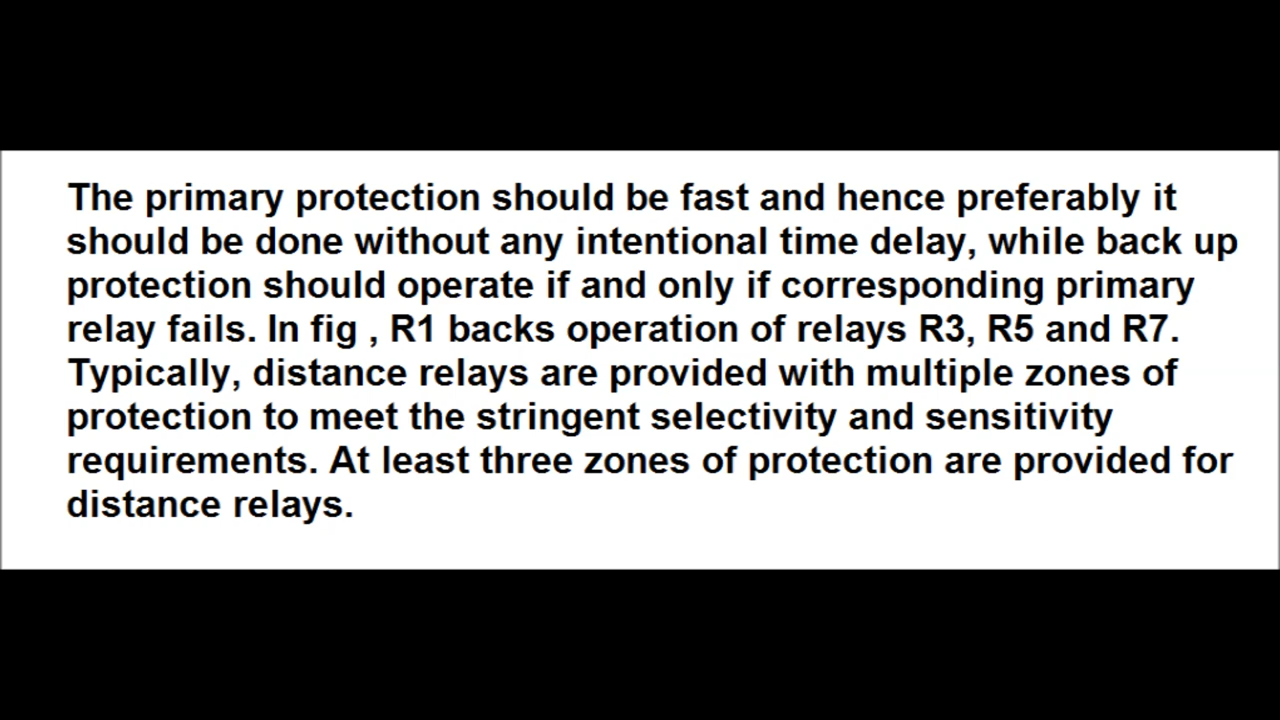 The primary protection should be fast and hence preferably it
should be done without any intentional time delay, while back up
protection should operate if and only if corresponding primary
relay fails. In fig , R1 backs operation of relays R3, R5 and R7.
Typically, distance relays are provided with multiple zones of
protection to meet the stringent selectivity and sensitivity
requirements. At least three zones of protection are provided for
distance relays.